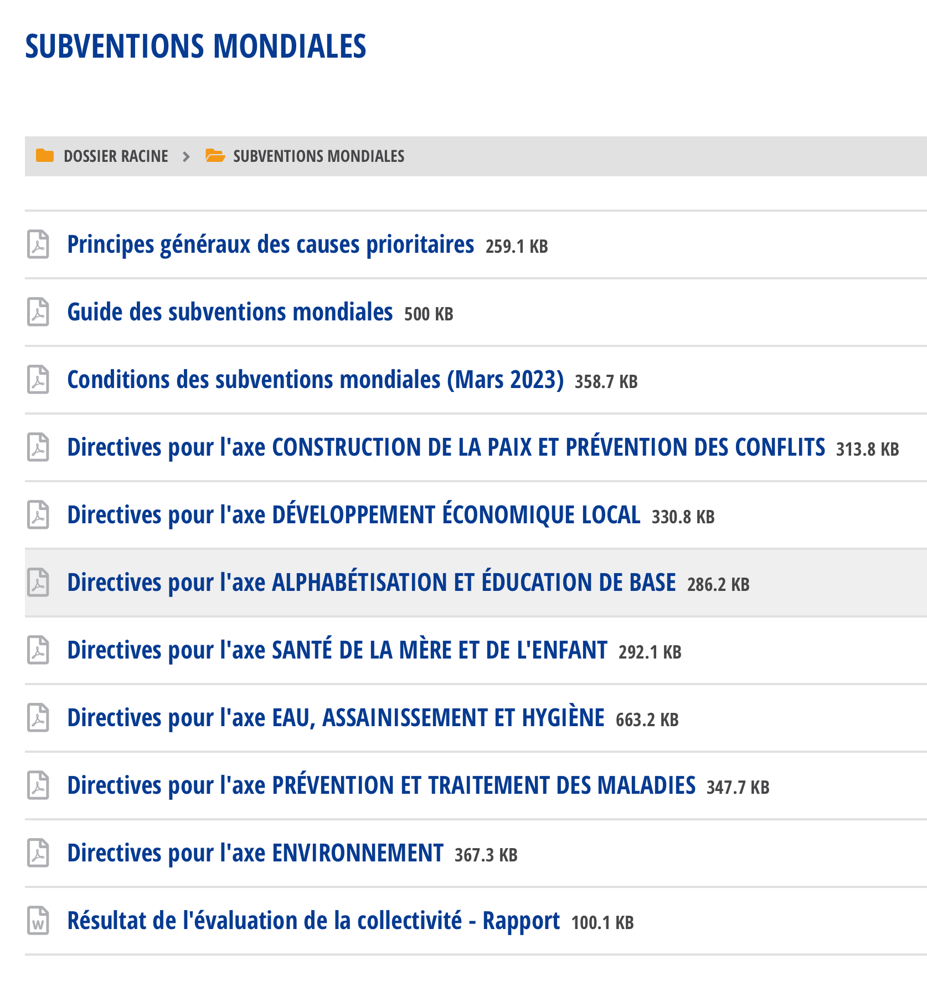 SUBVENTIONS MONDIALES
DOSSIER RACINE SUBVENTIONS MONDIALES
Principes généraux des causes prioritaires 259.1 KB
Guide des subventions mondiales 500 KB
Conditions des subventions mondiales (Mars 2023) 358.7 KB
Directives pour l'axe CONSTRUCTION DE LA PAIX ET PRÉVENTION DES CONFLITS 313.8 KB
Directives pour l'axe DÉVELOPPEMENT ÉCONOMIQUE LOCAL 330.8 KB
Directives pour l'axe ALPHABÉTISATION ET ÉDUCATION DE BASE 286.2 KB
Directives pour l'axe SANTÉ DE LA MÈRE ET DE L'ENFANT 292.1 KB
Directives pour l'axe EAU, ASSAINISSEMENT ET HYGIÈNE 663.2 KB
Directives pour l'axe PRÉVENTION ET TRAITEMENT DES MALADIES 347.7 KB
Directives pour l'axe ENVIRONNEMENT 367.3 KB
Résultat de l'évaluation de la collectivité - Rapport 100.1 KB